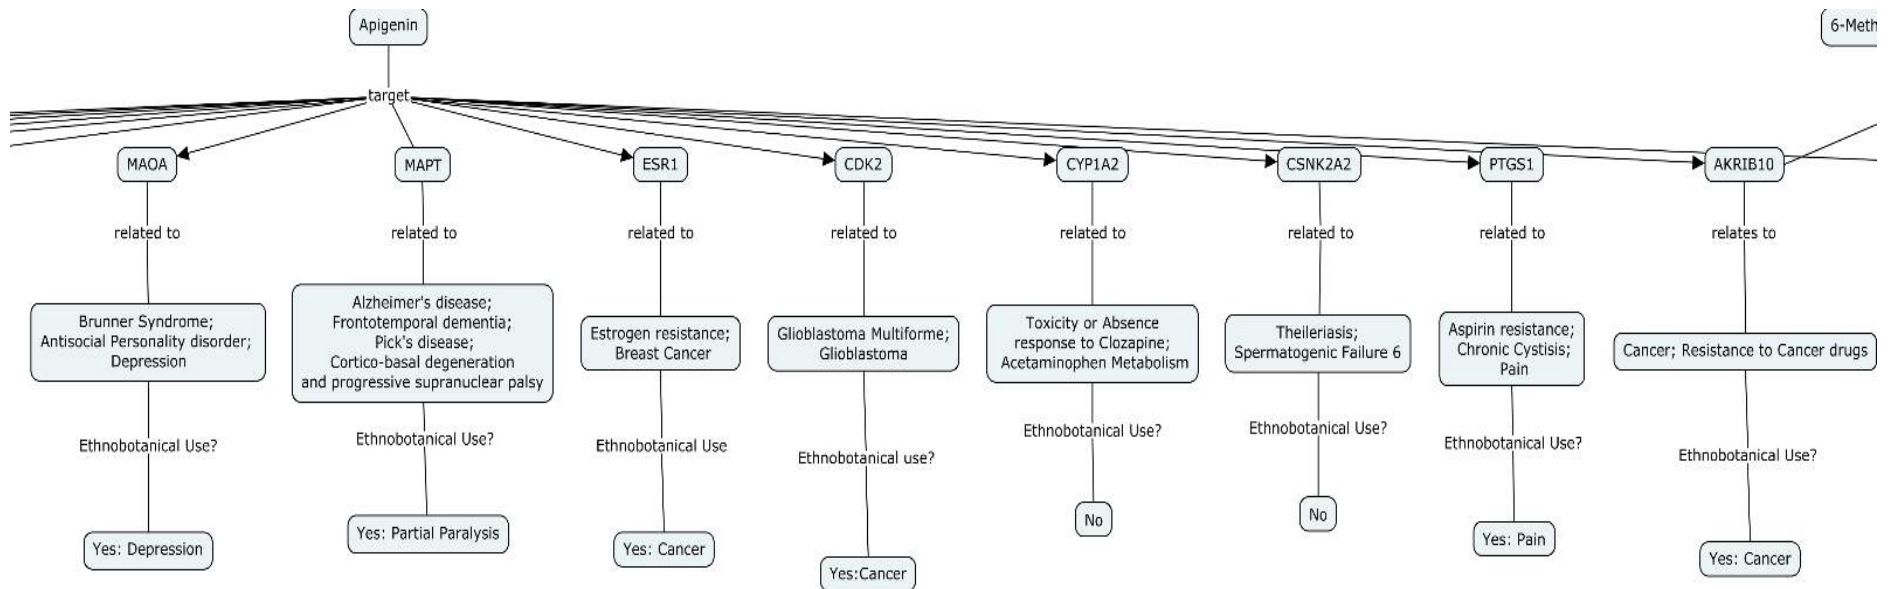 Apigenin
6-Meth
target
MAOA
MAPT
ESR1
CDK2
CYP1A2
CSNK2A2
PTGS1
AKRIB10
related to
related to
related to
related to
related to
related to
related to
relates to
Brunner Syndrome;
Antisocial Personality disorder;
Depression
Alzheimer's disease;
Frontotemporal dementia;
Pick's disease;
Cortico-basal degeneration
and progressive supranuclear palsy
Estrogen resistance;
Breast Cancer
Glioblastoma Multiforme;
Glioblastoma
Toxicity or Absence
response to Clozapine;
Acetaminophen Metabolism
Theileriasis;
Spermatogenic Failure 6
Aspirin resistance;
Chronic Cystisis;
Pain
Cancer; Resistance to Cancer drugs
Ethnobotanical Use?
Ethnobotanical Use?
Ethnobotanical Use
Ethnobotanical use?
Ethnobotanical Use?
Ethnobotanical Use?
Ethnobotanical Use?
Ethnobotanical Use?
Yes: Depression
Yes: Partial Paralysis
Yes: Cancer
Yes:Cancer
No
No
Yes: Pain
Yes: Cancer